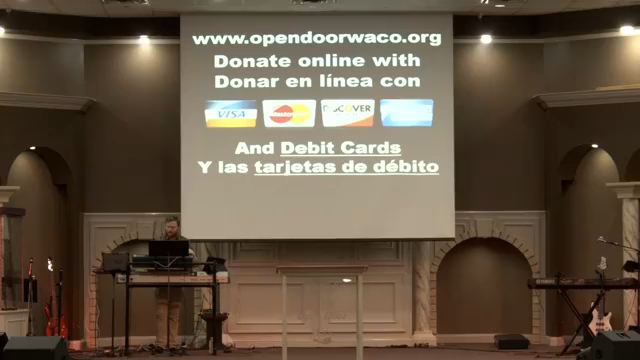 www.opendoorwaco.org
Donate online with
Donar en línea con
VISA MasterCard DISCOVER
And Debit Cards
Y las tarjetas de débito